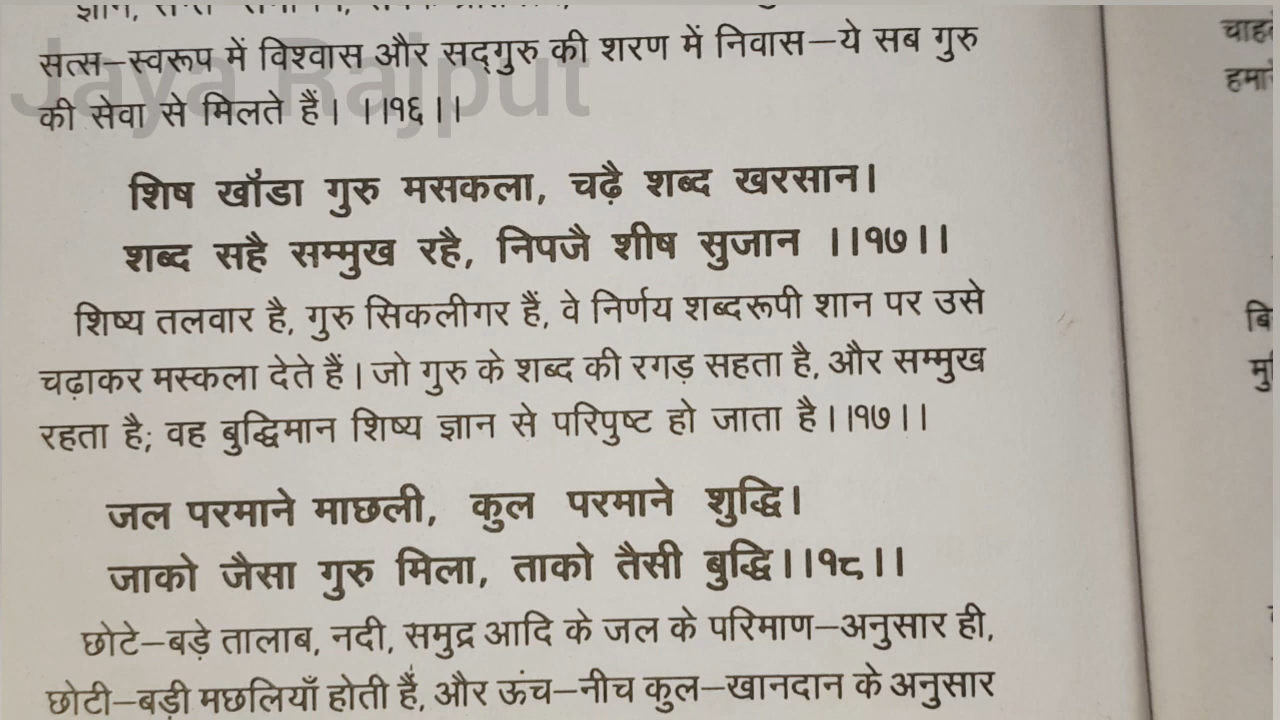 सत्स–स्वरूप में विश्वास और सद्गुरु की शरण में निवास–ये सब गुरु
की सेवा से मिलते हैं। ।।१६।।
शिष खाँडा गुरु मसकला, चढ़ै शब्द खरसान।
शब्द सहै सम्मुख रहै, निपजै शीष सुजान ।।१७।।
शिष्य तलवार है, गुरु सिकलीगर हैं, वे निर्णय शब्दरूपी शान पर उसे
चढ़ाकर मस्कला देते हैं। जो गुरु के शब्द की रगड़ सहता है, और सम्मुख
रहता है; वह बुद्धिमान शिष्य ज्ञान से परिपुष्ट हो जाता है।।१७।।
जल परमाने माछली, कुल परमाने शुद्धि।
जाको जैसा गुरु मिला, ताको तैसी बुद्धि।।१८।।
छोटे–बड़े तालाब, नदी, समुद्र आदि के जल के परिमाण–अनुसार ही,
छोटी–बड़ी मछलियाँ होती हैं, और ऊंच–नीच कुल–खानदान के अनुसार
Jaya Rajput